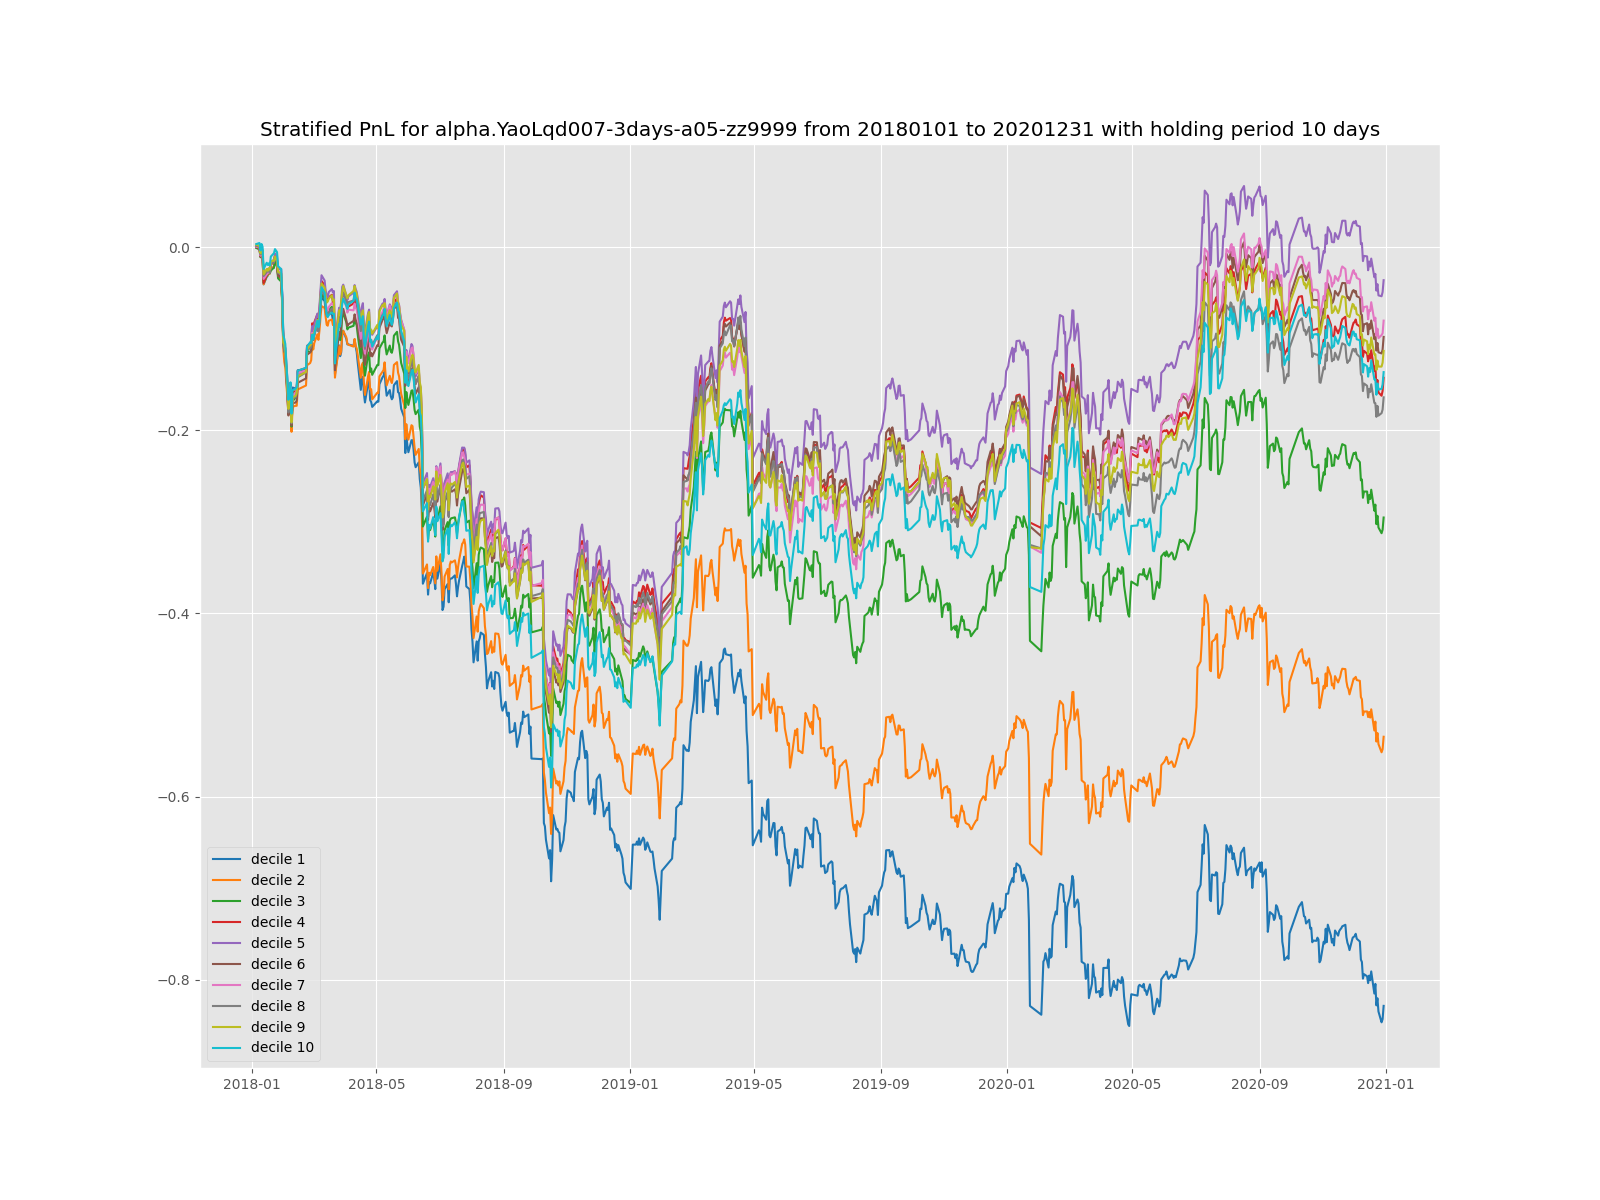 Stratified PnL for alpha.YaoLqd007-3days-a05-zz9999 from 20180101 to 20201231 with holding period 10 days
0.0
−0.2
−0.4
−0.6
−0.8
decile 1
decile 2
decile 3
decile 4
decile 5
decile 6
decile 7
decile 8
decile 9
decile 10
2018-01 2018-05 2018-09 2019-01 2019-05 2019-09 2020-01 2020-05 2020-09 2021-01